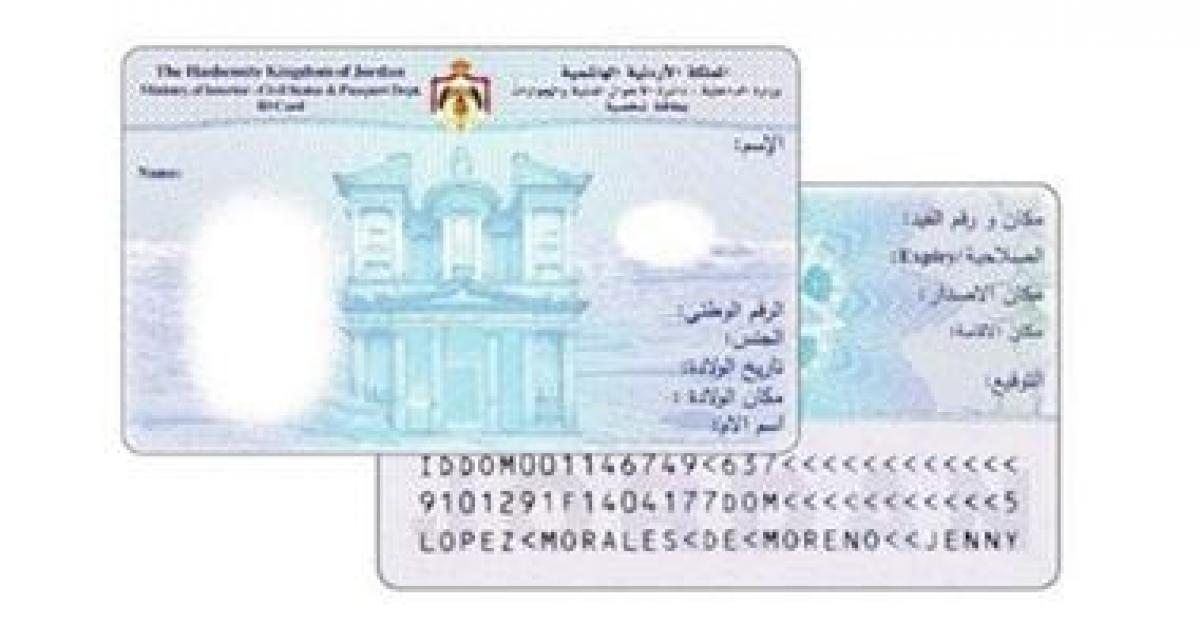 The Hashemite Kingdom of Jordan
Ministry of Interior - Civil Status & Passport Dept.
ID Card
المملكة الأردنية الهاشمية
وزارة الداخلية - دائرة الأحوال المدنية والجوازات
بطاقة شخصية
الإسم:
Name:
الرقم الوطني:
الجنس:
تاريخ الولادة:
مكان الولادة :
اسم الأم:
مكان و رقم القيد:
الصلاحية/Expiry:
مكان الاصدار:
مكان الاقامة:
التوقيع:
IDDOM001146749<637<<<<<<<<<<<<
9101291F1404177DOM<<<<<<<<<<<5
LOPEZ<MORALES<DE<MORENO<<JENNY